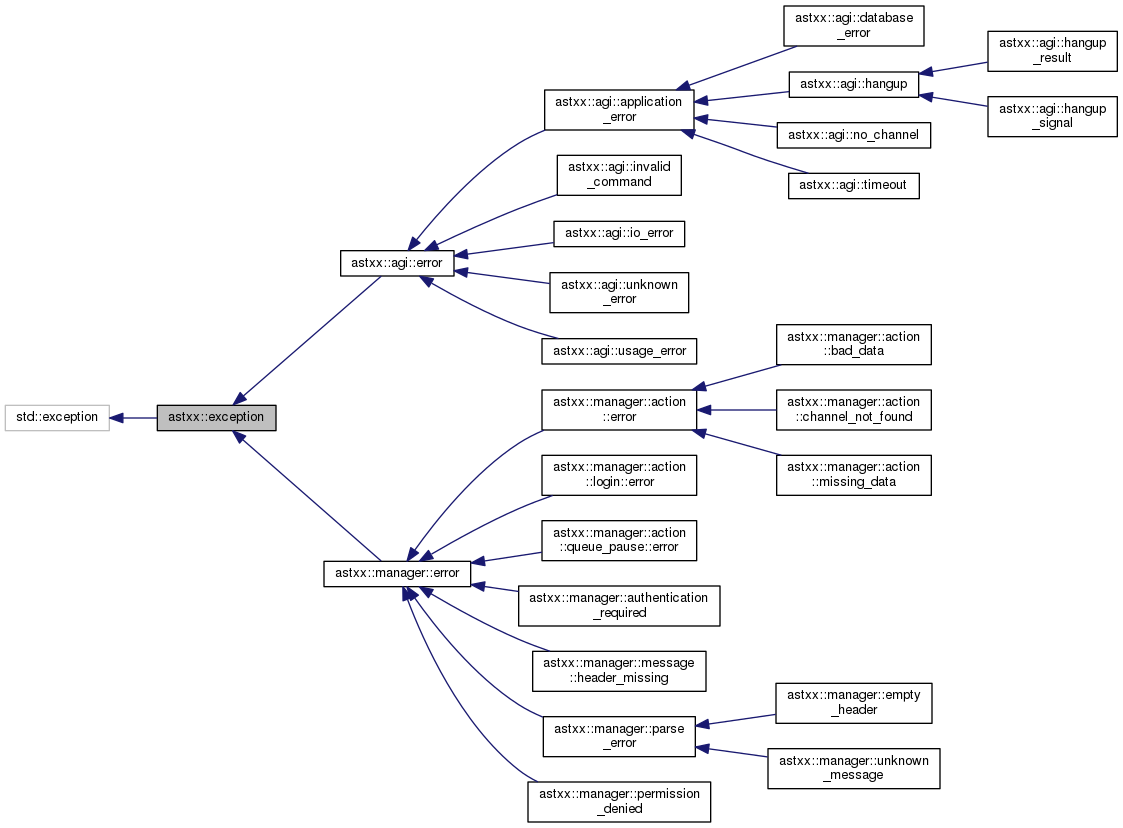 astxx::agi::database
_error
astxx::agi::hangup
_result
astxx::agi::hangup
astxx::agi::application
_error
astxx::agi::hangup
_signal
astxx::agi::no_channel
astxx::agi::invalid
_command
astxx::agi::timeout
astxx::agi::io_error
astxx::agi::error
astxx::agi::unknown
_error
astxx::agi::usage_error
astxx::manager::action
::bad_data
std::exception
astxx::exception
astxx::manager::action
::error
astxx::manager::action
::channel_not_found
astxx::manager::action
::login::error
astxx::manager::action
::missing_data
astxx::manager::action
::queue_pause::error
astxx::manager::error
astxx::manager::authentication
_required
astxx::manager::message
::header_missing
astxx::manager::empty
_header
astxx::manager::parse
_error
astxx::manager::unknown
_message
astxx::manager::permission
_denied